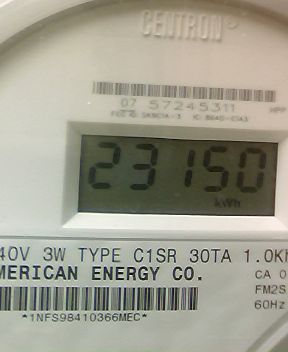 CENTRON
07 57245311
23150
kWh
40V 3W TYPE C1SR 30TA 1.0Kh
MERICAN ENERGY CO.
CA 0
FM2S
60Hz
*1NFS98410366MEC*